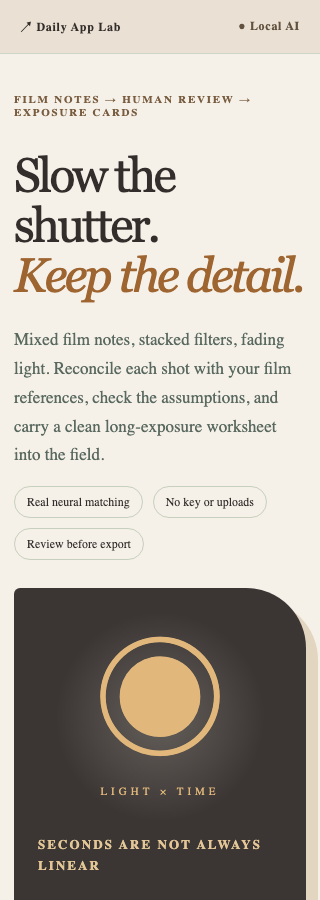 ↗ Daily App Lab
● Local AI
FILM NOTES → HUMAN REVIEW →
EXPOSURE CARDS
Slow the
shutter.
Keep the detail.
Mixed film notes, stacked filters, fading
light. Reconcile each shot with your film
references, check the assumptions, and
carry a clean long-exposure worksheet
into the field.
Real neural matching
No key or uploads
Review before export
LIGHT × TIME
SECONDS ARE NOT ALWAYS
LINEAR